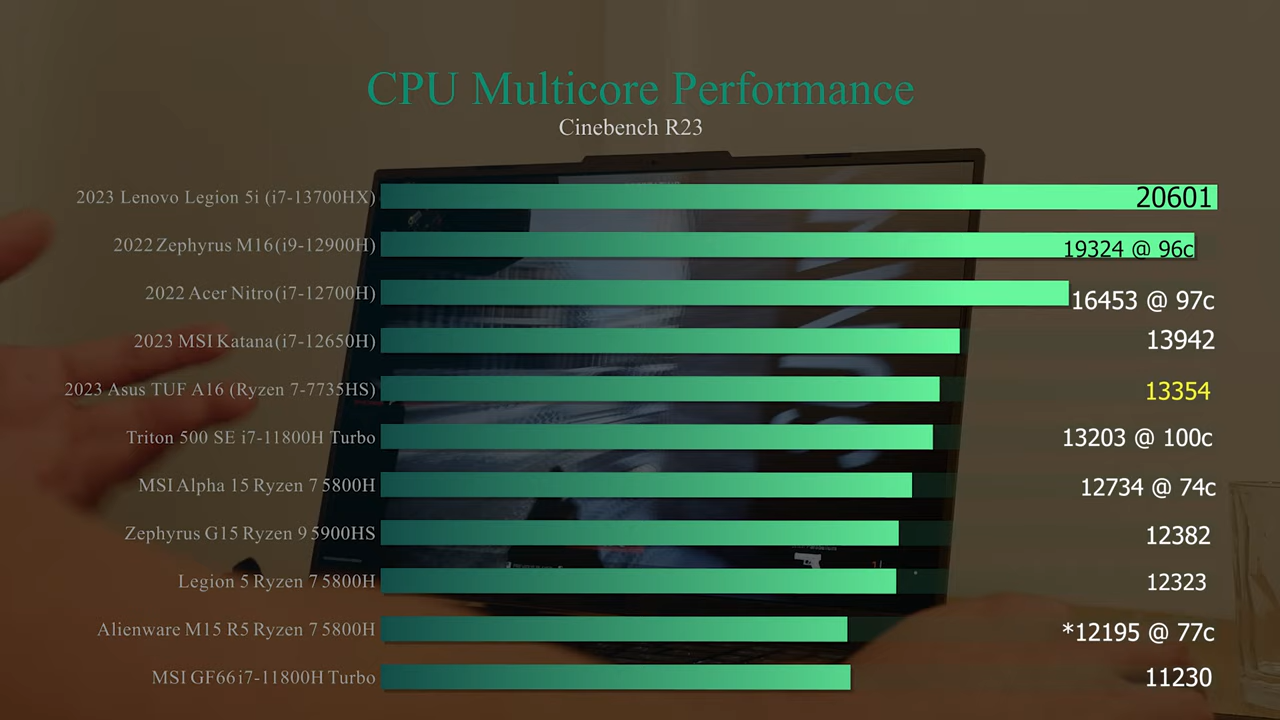 CPU Multicore Performance
Cinebench R23
2023 Lenovo Legion 5i (i7-13700HX) 20601
2022 Zephyrus M16(i9-12900H) 19324 @ 96c
2022 Acer Nitro(i7-12700H) 16453 @ 97c
2023 MSI Katana(i7-12650H) 13942
2023 Asus TUF A16 (Ryzen 7-7735HS) 13354
Triton 500 SE i7-11800H Turbo 13203 @ 100c
MSI Alpha 15 Ryzen 7 5800H 12734 @ 74c
Zephyrus G15 Ryzen 9 5900HS 12382
Legion 5 Ryzen 7 5800H 12323
Alienware M15 R5 Ryzen 7 5800H *12195 @ 77c
MSI GF66 i7-11800H Turbo 11230